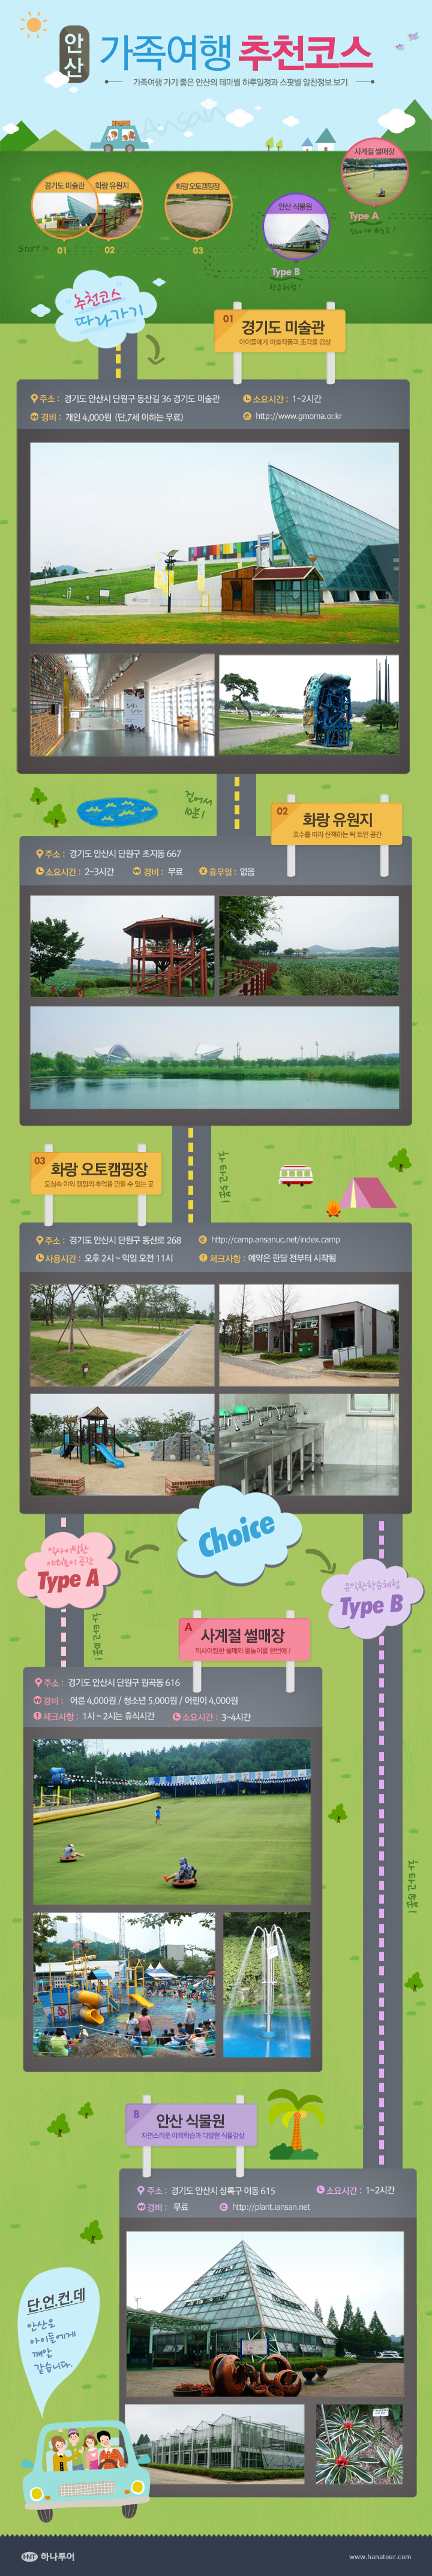 안산
가족여행 추천코스
가족여행 가기 좋은 안산의 테마별 하루일정과 스팟별 알찬정보 보기
Ansan
사계절 썰매장
경기도 미술관
화랑 유원지
화랑 오토캠핑장
안산 식물원
Type A
Start
01
02
03
Type B
추천코스
따라가기
01
경기도 미술관
아이들에게 미술작품과 조각을 감상
주소 : 경기도 안산시 단원구 동산길 36 경기도 미술관
소요시간 : 1~2시간
경비 : 개인 4,000원 (단,7세 이하는 무료)
http://www.gmoma.or.kr
걸어서
10분!
02
화랑 유원지
호수를 따라 산책하는 탁 트인 공간
주소 : 경기도 안산시 단원구 초지동 667
소요시간 : 2~3시간
경비 : 무료
휴무일 : 없음
03
화랑 오토캠핑장
도심속 야외 캠핑의 추억을 만들 수 있는 곳
주소 : 경기도 안산시 단원구 동산로 268
http://camp.ansanuc.net/index.camp
사용시간 : 오후 2시 ~ 익일 오전 11시
체크사항 : 예약은 한달 전부터 시작됨
Choice
야외놀이 공간
Type A
Type B
A
사계절 썰매장
믹사이팅한 썰매와 물놀이를 한번에 !
주소 : 경기도 안산시 단원구 원곡동 616
경비 : 어른 4,000원 / 청소년 5,000원 / 어린이 4,000원
체크사항 : 1시 ~ 2시는 휴식시간
소요시간 : 3~4시간
B
안산 식물원
자연스러운 야외학습과 다양한 식물감상
주소 : 경기도 안산시 상록구 이동 615
소요시간 : 1~2시간
경비 : 무료
http://plant.iansan.net
단.언.컨.데
안산은
아이들에게
깨알
같습니다.
HNT 하나투어
www.hanatour.com